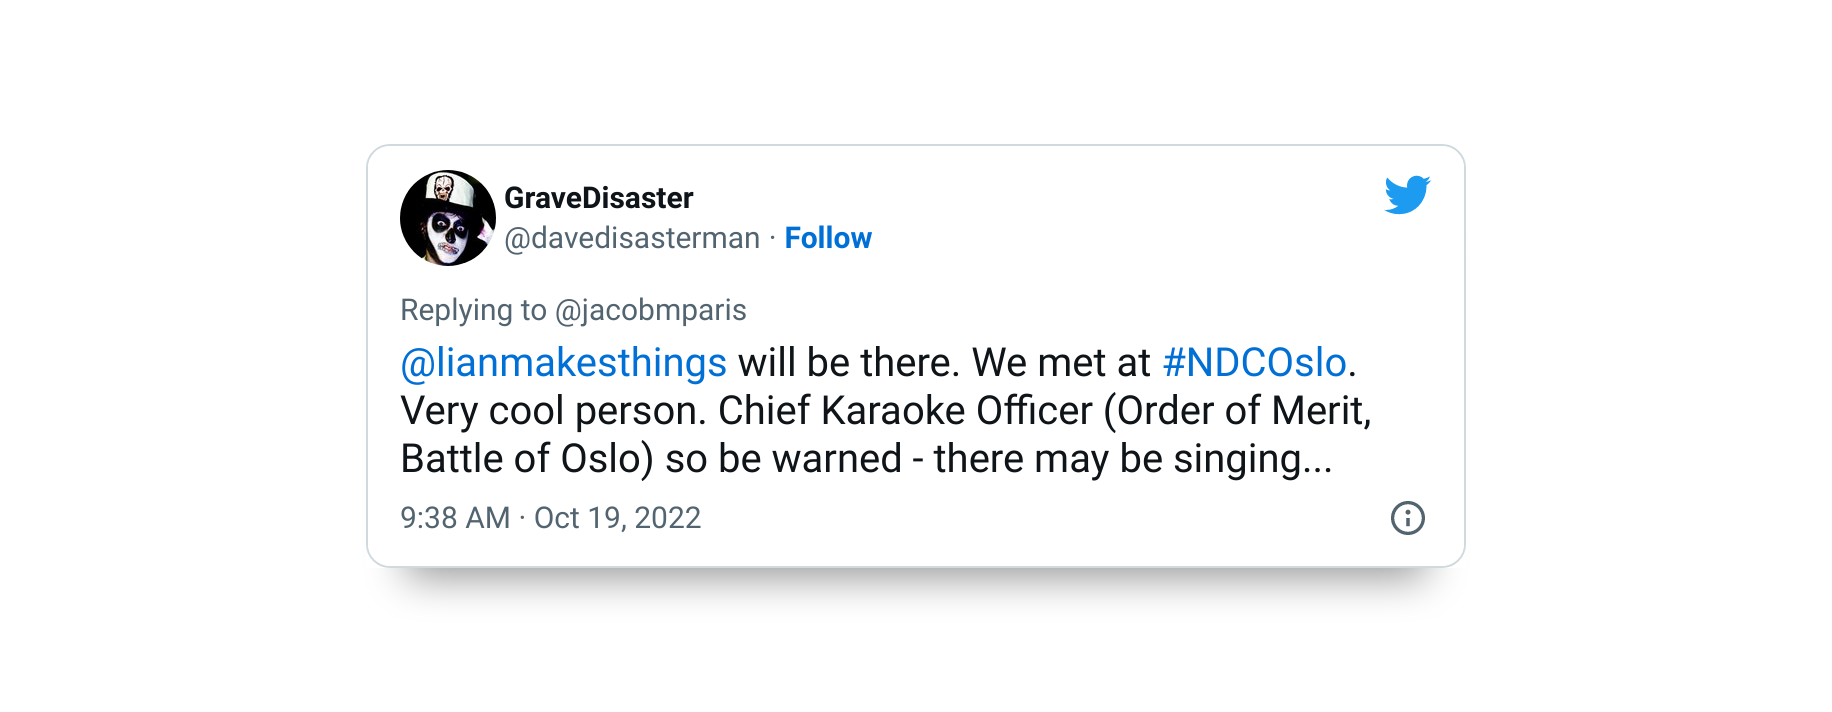 GraveDisaster
@davedisasterman · Follow
Replying to @jacobmparis
@lianmakesthings will be there. We met at #NDCOslo.
Very cool person. Chief Karaoke Officer (Order of Merit,
Battle of Oslo) so be warned - there may be singing...
9:38 AM · Oct 19, 2022